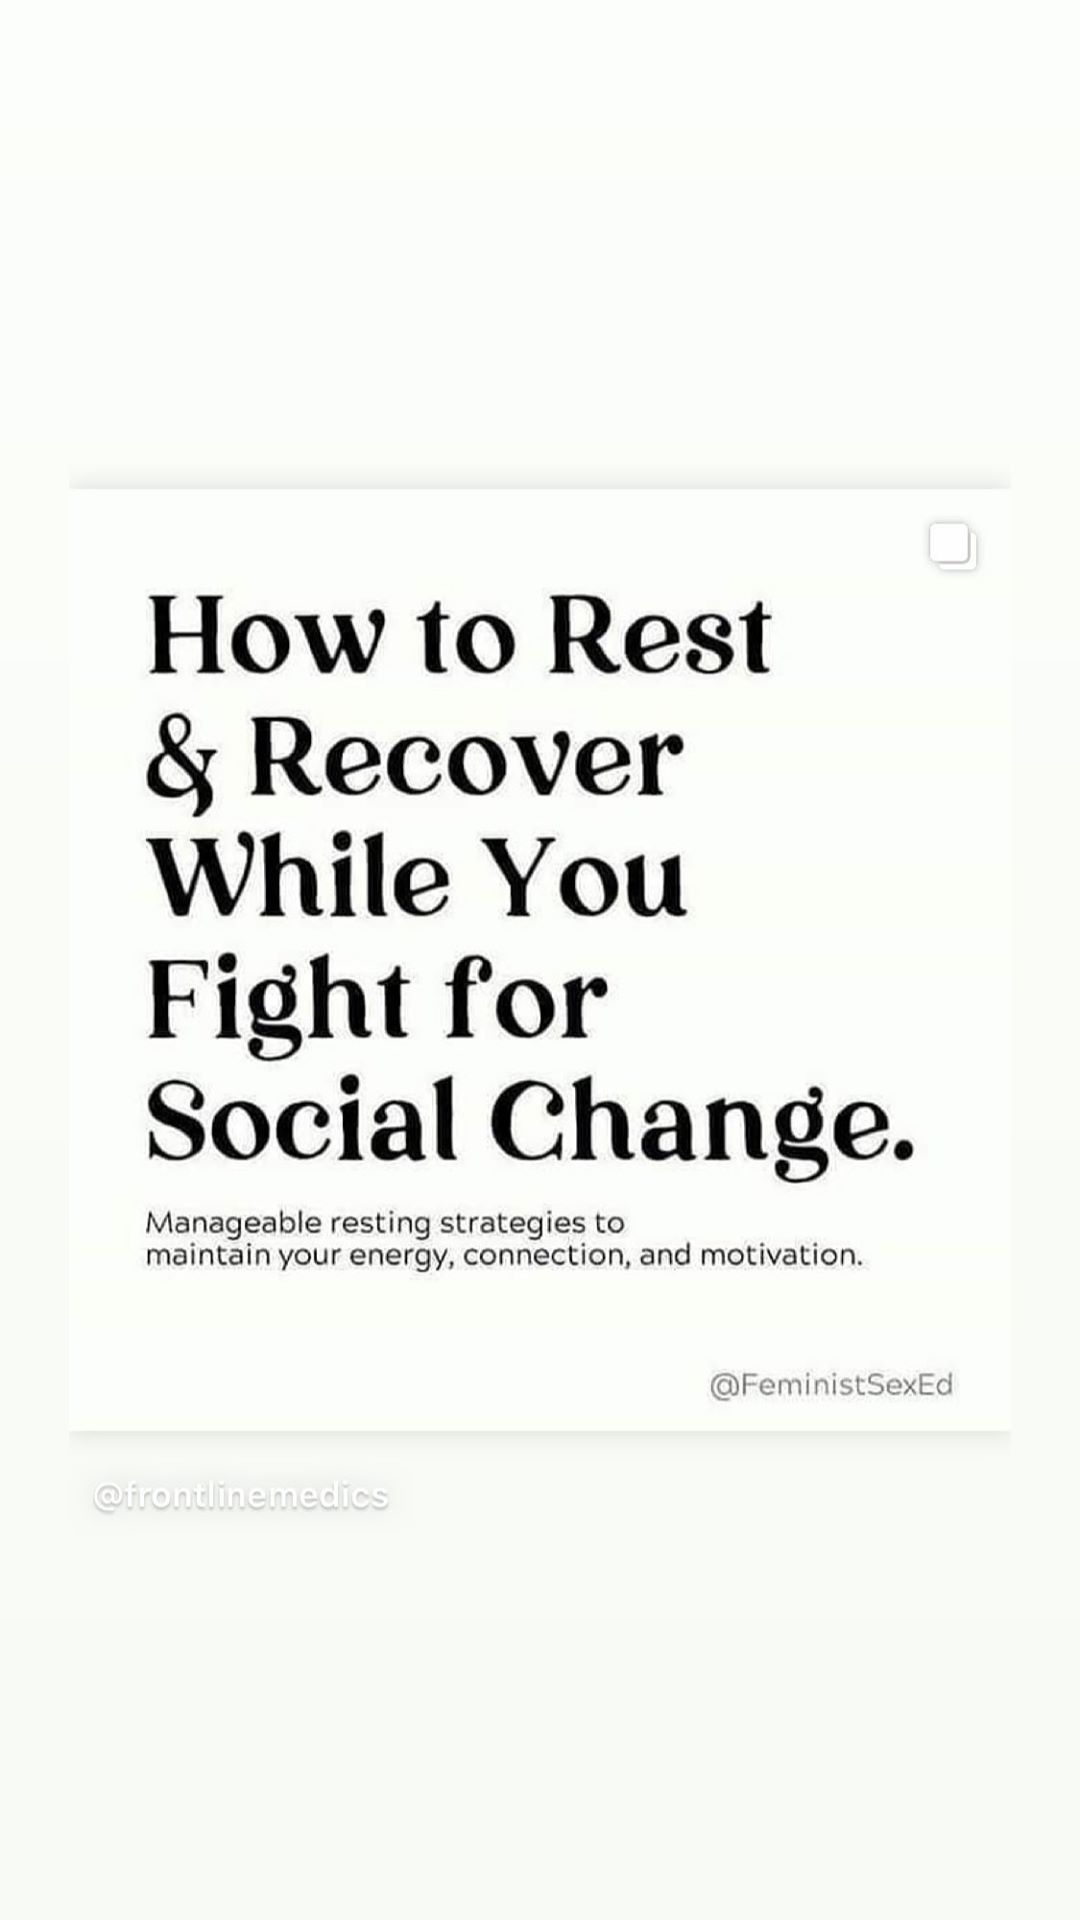 How to Rest
& Recover
While You
Fight for
Social Change.
Manageable resting strategies to
maintain your energy, connection, and motivation.
@FeministSexEd
@frontlinemedics